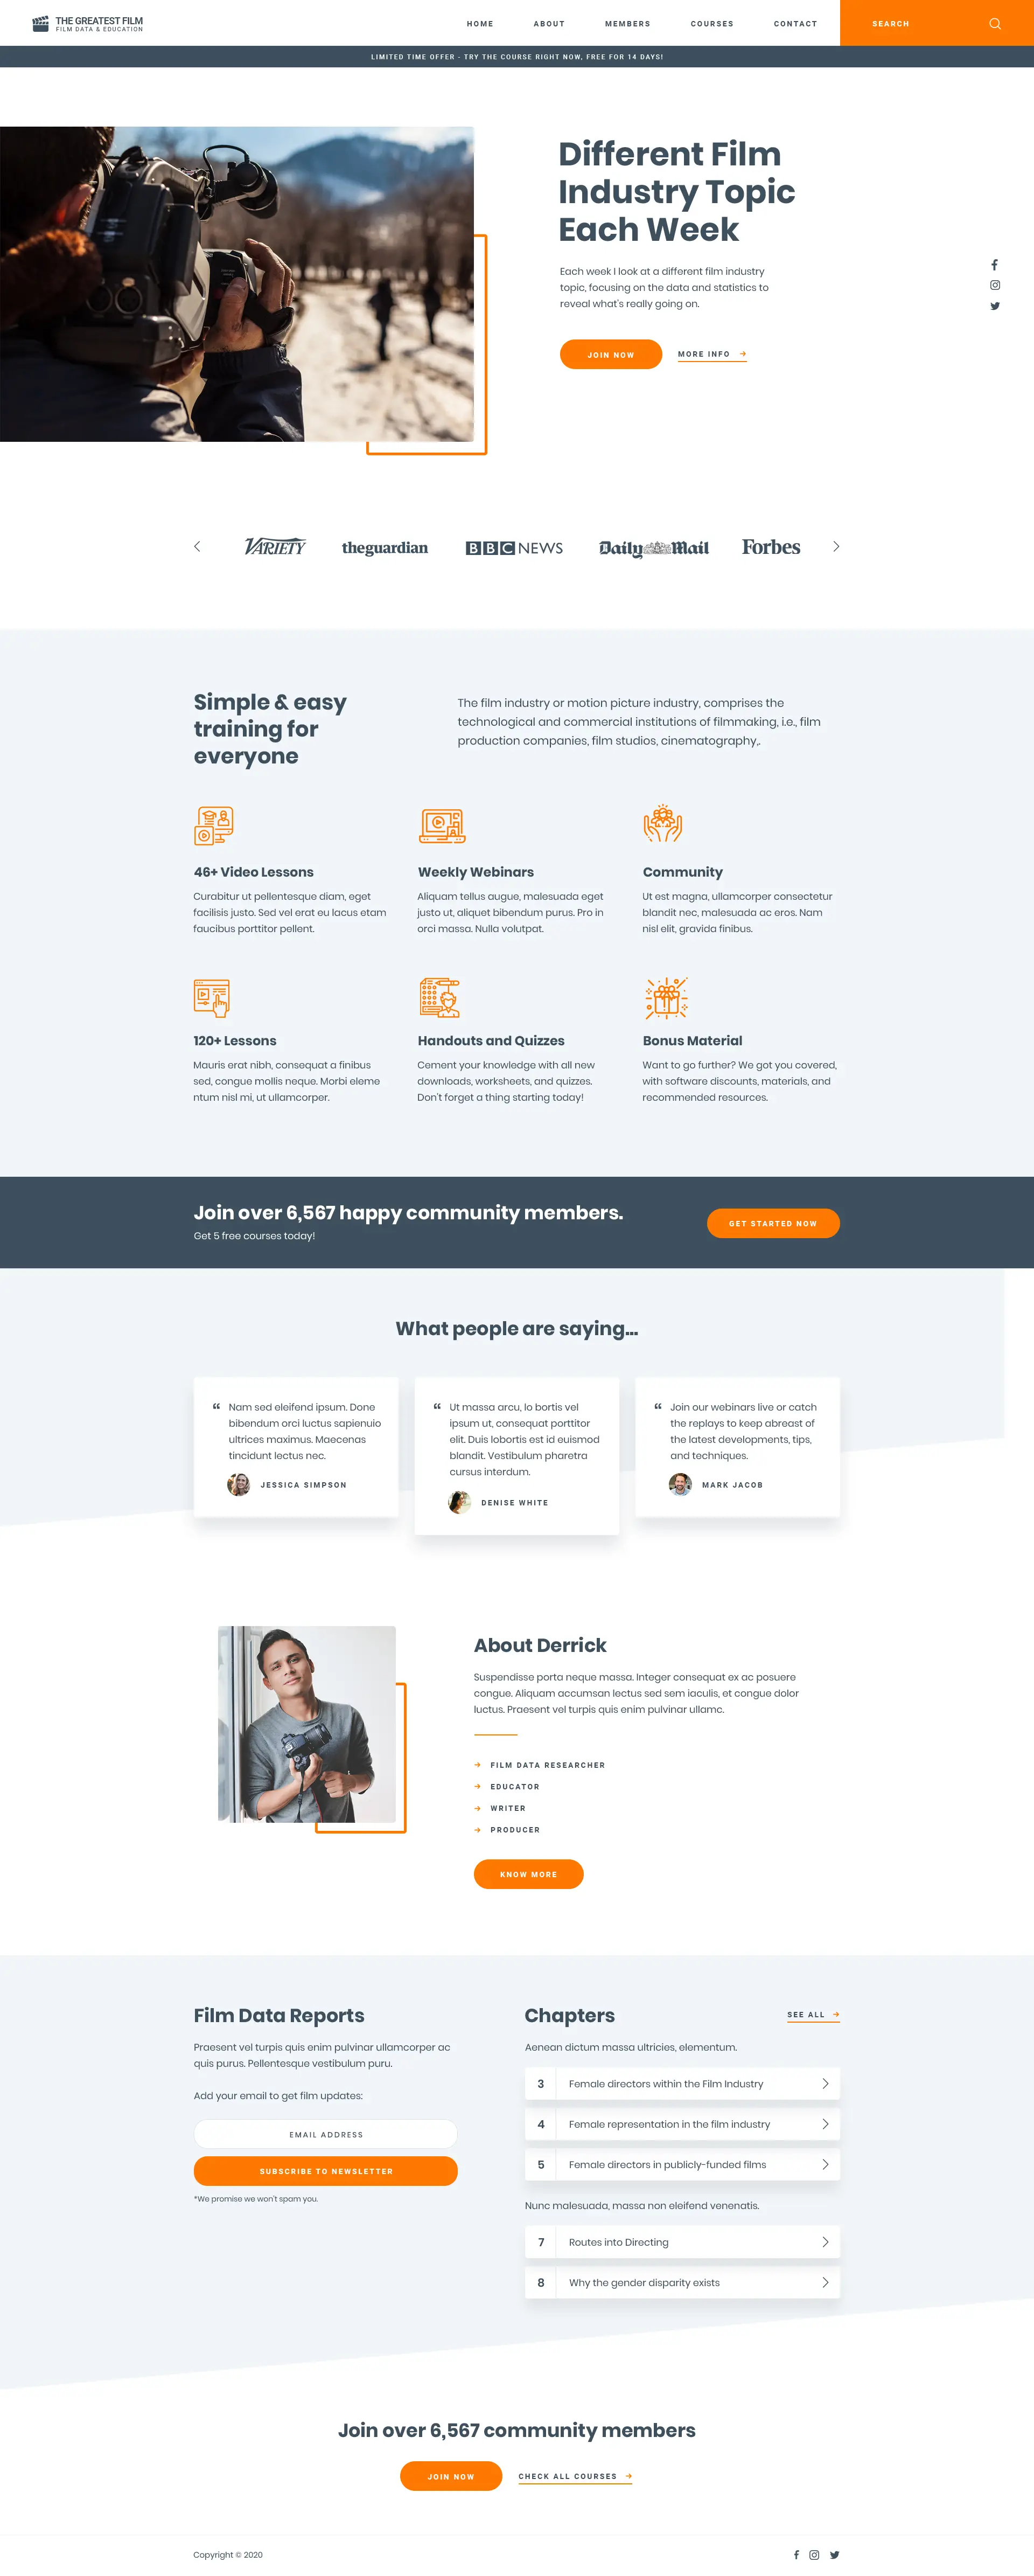 THE GREATEST FILM
FILM DATA & EDUCATION
HOME
ABOUT
MEMBERS
COURSES
CONTACT
SEARCH
LIMITED TIME OFFER - TRY THE COURSE RIGHT NOW, FREE FOR 14 DAYS!
Different Film
Industry Topic
Each Week
Each week I look at a different film industry
topic, focusing on the data and statistics to
reveal what's really going on.
JOIN NOW
MORE INFO
VARIETY
theguardian
BBC NEWS
Daily Mail
Forbes
Simple & easy
training for
everyone
The film industry or motion picture industry, comprises the
technological and commercial institutions of filmmaking, i.e., film
production companies, film studios, cinematography,.
46+ Video Lessons
Curabitur ut pellentesque diam, eget
facilisis justo. Sed vel erat eu lacus etam
faucibus porttitor pellent.
Weekly Webinars
Aliquam tellus augue, malesuada eget
justo ut, aliquet bibendum purus. Pro in
orci massa. Nulla volutpat.
Community
Ut est magna, ullamcorper consectetur
blandit nec, malesuada ac eros. Nam
nisl elit, gravida finibus.
120+ Lessons
Mauris erat nibh, consequat a finibus
sed, congue mollis neque. Morbi eleme
ntum nisl mi, ut ullamcorper.
Handouts and Quizzes
Cement your knowledge with all new
downloads, worksheets, and quizzes.
Don't forget a thing starting today!
Bonus Material
Want to go further? We got you covered,
with software discounts, materials, and
recommended resources.
Join over 6,567 happy community members.
Get 5 free courses today!
GET STARTED NOW
What people are saying...
“ Nam sed eleifend ipsum. Done
bibendum orci luctus sapienuio
ultrices maximus. Maecenas
tincidunt lectus nec.
JESSICA SIMPSON
“ Ut massa arcu, lo bortis vel
ipsum ut, consequat porttitor
elit. Duis lobortis est id euismod
blandit. Vestibulum pharetra
cursus interdum.
DENISE WHITE
“ Join our webinars live or catch
the replays to keep abreast of
the latest developments, tips,
and techniques.
MARK JACOB
About Derrick
Suspendisse porta neque massa. Integer consequat ex ac posuere
congue. Aliquam accumsan lectus sed sem iaculis, et congue dolor
luctus. Praesent vel turpis quis enim pulvinar ullamc.
FILM DATA RESEARCHER
EDUCATOR
WRITER
PRODUCER
KNOW MORE
Film Data Reports
Praesent vel turpis quis enim pulvinar ullamcorper ac
quis purus. Pellentesque vestibulum puru.
Add your email to get film updates:
EMAIL ADDRESS
SUBSCRIBE TO NEWSLETTER
*We promise we won't spam you.
Chapters
SEE ALL
Aenean dictum massa ultricies, elementum.
3 Female directors within the Film Industry
4 Female representation in the film industry
5 Female directors in publicly-funded films
Nunc malesuada, massa non eleifend venenatis.
7 Routes into Directing
8 Why the gender disparity exists
Join over 6,567 community members
JOIN NOW
CHECK ALL COURSES
Copyright © 2020